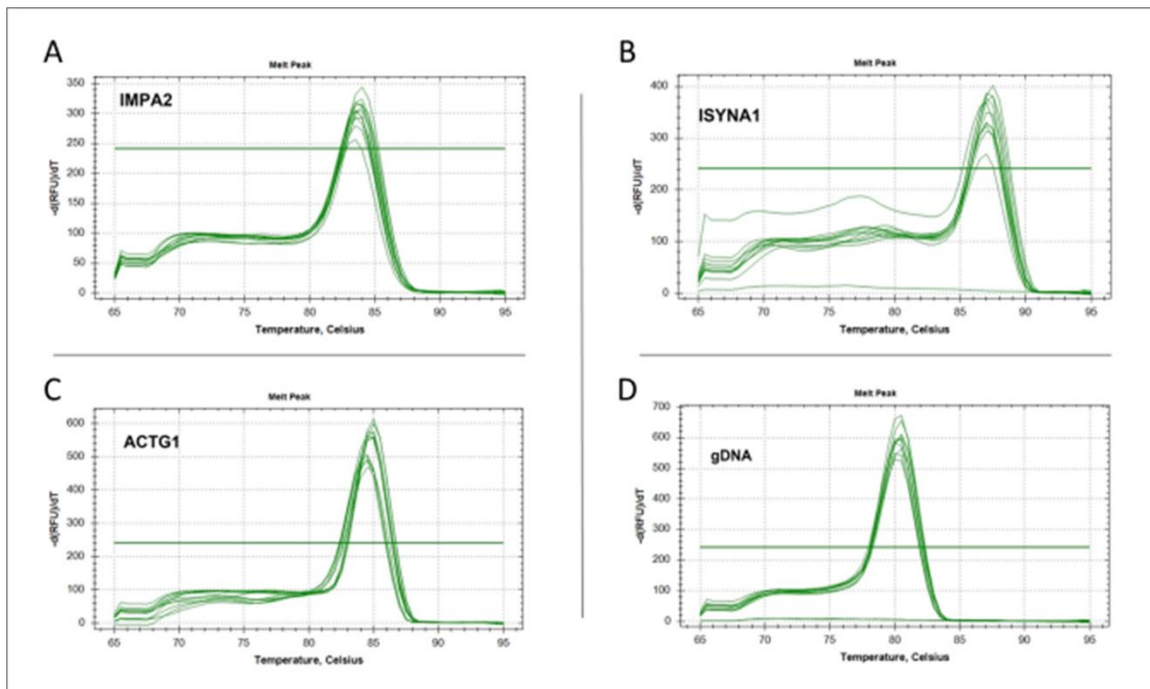 A
Melt Peak
IMPA2
-d(RFU)/dT
350
300
250
200
150
100
50
0
65 70 75 80 85 90 95
Temperature, Celsius
B
Melt Peak
ISYNA1
-d(RFU)/dT
400
300
200
100
0
65 70 75 80 85 90 95
Temperature, Celsius
C
Melt Peak
ACTG1
-d(RFU)/dT
600
500
400
300
200
100
0
65 70 75 80 85 90 95
Temperature, Celsius
D
Melt Peak
gDNA
-d(RFU)/dT
700
600
500
400
300
200
100
0
65 70 75 80 85 90 95
Temperature, Celsius